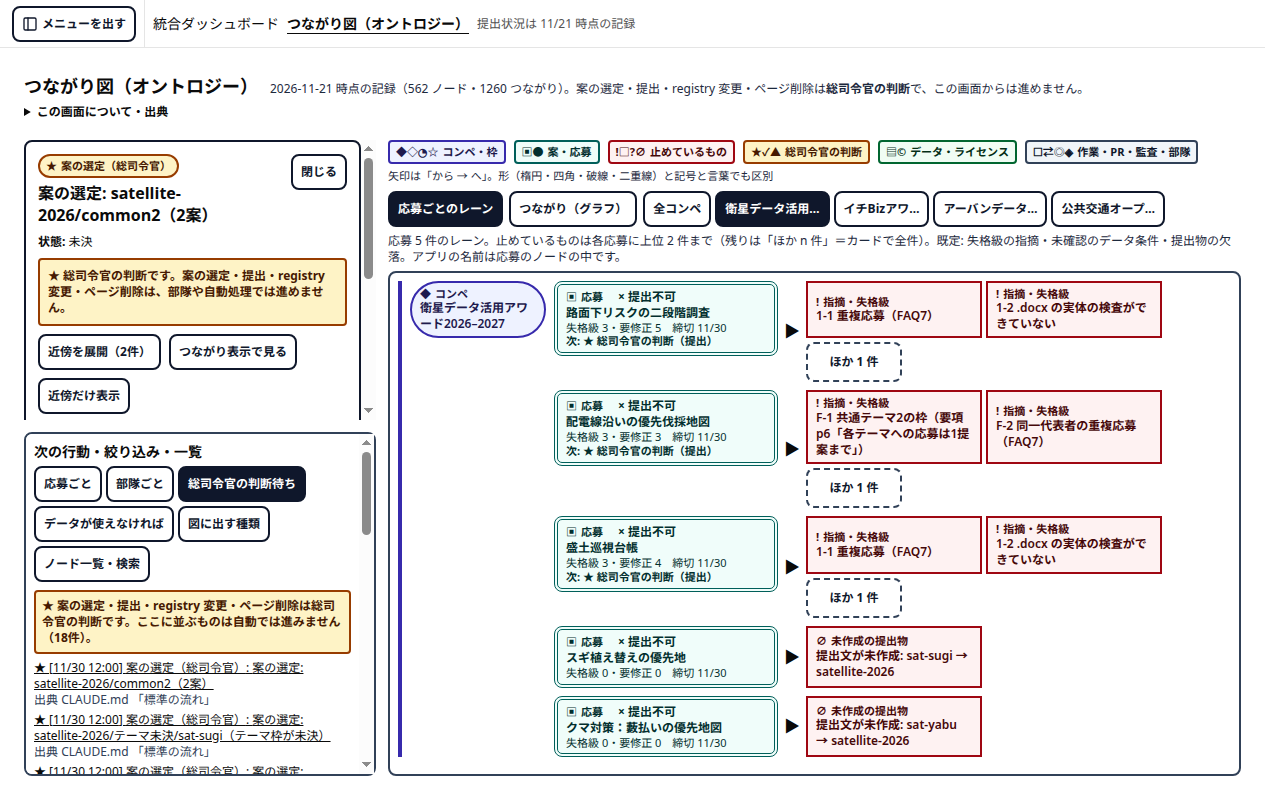 メニューを出す 統合ダッシュボード つながり図（オントロジー） 提出状況は 11/21 時点の記録
つながり図（オントロジー） 2026-11-21 時点の記録（562 ノード・1260 つながり）。案の選定・提出・registry 変更・ページ削除は総司令官の判断で、この画面からは進めません。
▶ この画面について・出典
★ 案の選定（総司令官）
閉じる
案の選定: satellite-
2026/common2（2案）
状態: 未決
★ 総司令官の判断です。案の選定・提出・registry
変更・ページ削除は、部隊や自動処理では進めませ
ん。
近傍を展開（2件） つながり表示で見る
近傍だけ表示
次の行動・絞り込み・一覧
応募ごと 部隊ごと 総司令官の判断待ち
データが使えなければ 図に出す種類
ノード一覧・検索
★ 案の選定・提出・registry 変更・ページ削除は総司
令官の判断です。ここに並ぶものは自動では進みません
（18件）。
★ [11/30 12:00] 案の選定（総司令官）: 案の選定:
satellite-2026/common2（2案）
出典 CLAUDE.md 「標準の流れ」
★ [11/30 12:00] 案の選定（総司令官）: 案の選定:
satellite-2026/テーマ未決/sat-sugi（テーマ枠が未決）
出典 CLAUDE.md 「標準の流れ」
★ [11/30 12:00] 案の選定（総司令官）: 案の選定:
◆◇◔☆ コンペ・枠 ▣● 案・応募 !□?⊘ 止めているもの ★✓▲ 総司令官の判断 ▤© データ・ライセンス ☐⇄◎◆ 作業・PR・監査・部隊
矢印は「から → へ」。形（楕円・四角・破線・二重線）と記号と言葉でも区別
応募ごとのレーン つながり（グラフ） 全コンペ 衛星データ活用… イチBizアワ… アーバンデータ… 公共交通オープ…
応募 5 件のレーン。止めているものは各応募に上位 2 件まで（残りは「ほか n 件」＝カードで全件）。既定: 失格級の指摘・未確認のデータ条件・提出物の欠
落。アプリの名前は応募のノードの中です。
◆ コンペ
衛星データ活用アワ
ード2026–2027
▣ 応募 × 提出不可
路面下リスクの二段階調査
失格級 3・要修正 5 締切 11/30
次: ★ 総司令官の判断（提出）
▶
! 指摘・失格級
1-1 重複応募（FAQ7）
! 指摘・失格級
1-2 .docx の実体の検査がで
きていない
ほか 1 件
▣ 応募 × 提出不可
配電線沿いの優先伐採地図
失格級 3・要修正 3 締切 11/30
次: ★ 総司令官の判断（提出）
▶
! 指摘・失格級
F-1 共通テーマ2の枠（要項
p6「各テーマへの応募は1提
案まで」）
! 指摘・失格級
F-2 同一代表者の重複応募
（FAQ7）
ほか 1 件
▣ 応募 × 提出不可
盛土巡視台帳
失格級 3・要修正 4 締切 11/30
次: ★ 総司令官の判断（提出）
▶
! 指摘・失格級
1-1 重複応募（FAQ7）
! 指摘・失格級
1-2 .docx の実体の検査がで
きていない
ほか 1 件
▣ 応募 × 提出不可
スギ植え替えの優先地
失格級 0・要修正 0 締切 11/30
▶
⊘ 未作成の提出物
提出文が未作成: sat-sugi →
satellite-2026
▣ 応募 × 提出不可
クマ対策：藪払いの優先地図
失格級 0・要修正 0 締切 11/30
▶
⊘ 未作成の提出物
提出文が未作成: sat-yabu
→ satellite-2026